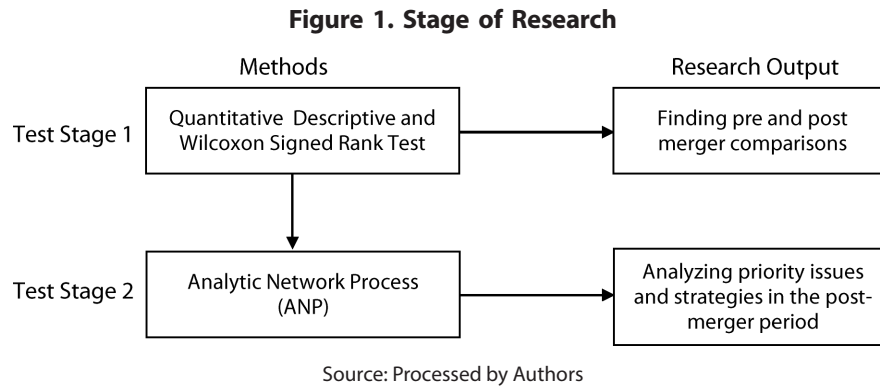 Figure 1. Stage of Research
Methods
Research Output
Test Stage 1
Quantitative Descriptive and
Wilcoxon Signed Rank Test
Finding pre and post
merger comparisons
Test Stage 2
Analytic Network Process
(ANP)
Analyzing priority issues
and strategies in the post-
merger period
Source: Processed by Authors